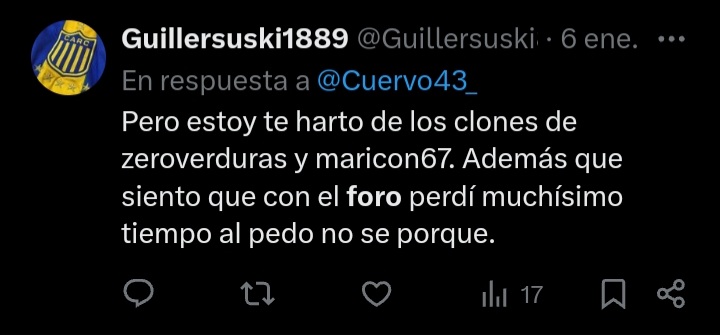 CARC
Guillersuski1889 @Guillersuski · 6 ene. ···
En respuesta a @Cuervo43_
Pero estoy te harto de los clones de
zeroverduras y maricon67. Además que
siento que con el foro perdí muchísimo
tiempo al pedo no se porque.
17